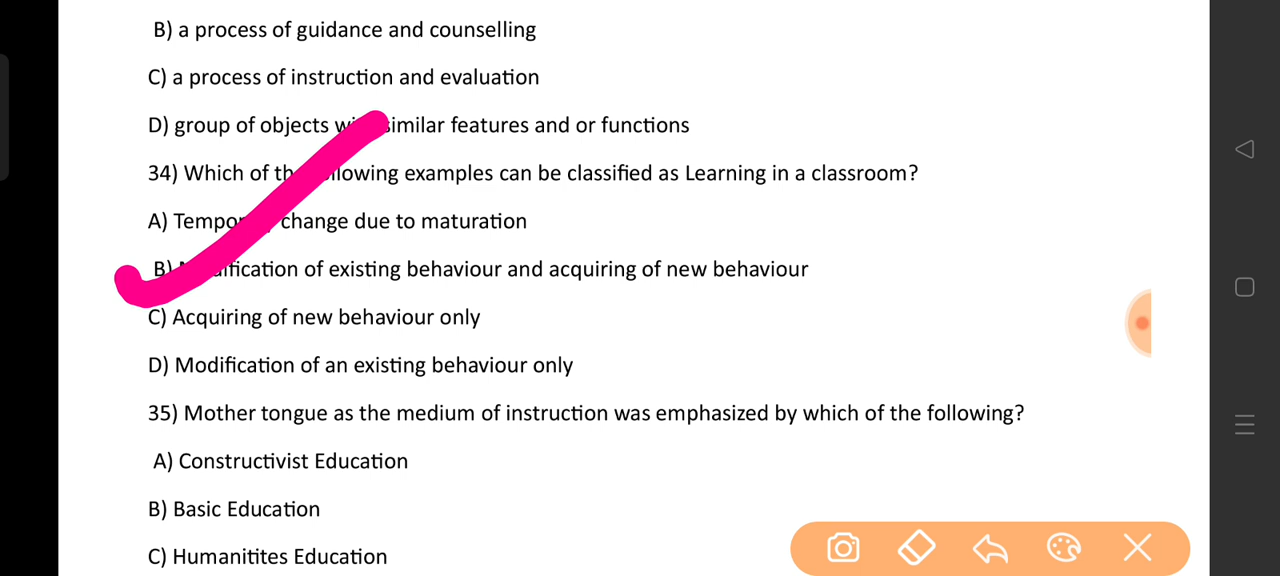 B) a process of guidance and counselling
C) a process of instruction and evaluation
D) group of objects similar features and or functions
34) Which of following examples can be classified as Learning in a classroom?
A) change due to maturation
B) of existing behaviour and acquiring of new behaviour
C) Acquiring of new behaviour only
D) Modification of an existing behaviour only
35) Mother tongue as the medium of instruction was emphasized by which of the following?
A) Constructivist Education
B) Basic Education
C) Humanitites Education